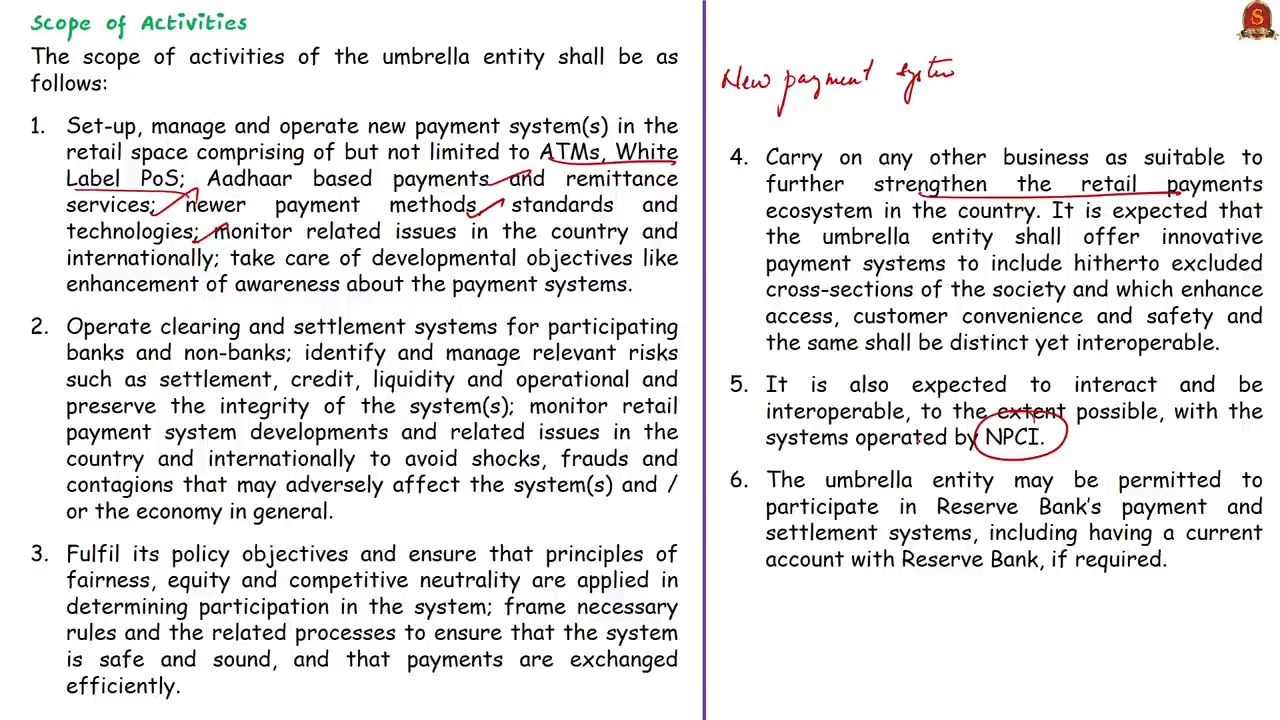 Scope of Activities
The scope of activities of the umbrella entity shall be as
follows:
1. Set-up, manage and operate new payment system(s) in the
retail space comprising of but not limited to ATMs, White
Label PoS; Aadhaar based payments and remittance
services; newer payment methods, standards and
technologies; monitor related issues in the country and
internationally; take care of developmental objectives like
enhancement of awareness about the payment systems.
2. Operate clearing and settlement systems for participating
banks and non-banks; identify and manage relevant risks
such as settlement, credit, liquidity and operational and
preserve the integrity of the system(s); monitor retail
payment system developments and related issues in the
country and internationally to avoid shocks, frauds and
contagions that may adversely affect the system(s) and /
or the economy in general.
3. Fulfil its policy objectives and ensure that principles of
fairness, equity and competitive neutrality are applied in
determining participation in the system; frame necessary
rules and the related processes to ensure that the system
is safe and sound, and that payments are exchanged
efficiently.
New payment system
4. Carry on any other business as suitable to
further strengthen the retail payments
ecosystem in the country. It is expected that
the umbrella entity shall offer innovative
payment systems to include hitherto excluded
cross-sections of the society and which enhance
access, customer convenience and safety and
the same shall be distinct yet interoperable.
5. It is also expected to interact and be
interoperable, to the extent possible, with the
systems operated by NPCI.
6. The umbrella entity may be permitted to
participate in Reserve Bank's payment and
settlement systems, including having a current
account with Reserve Bank, if required.